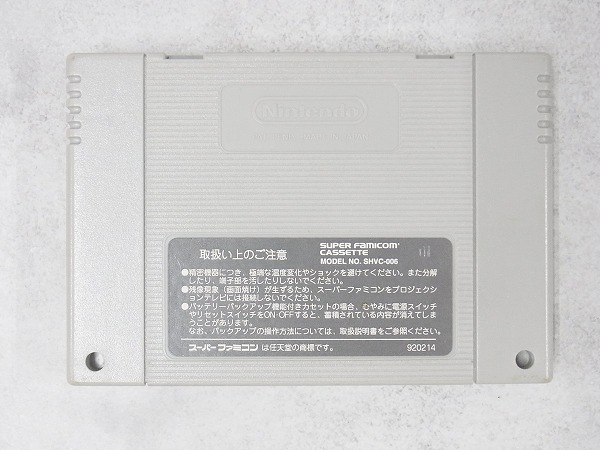 Nintendo
取扱い上のご注意
SUPER FAMICOM
CASSETTE
MODEL NO. SHVC-006
●精密機器につき、極端な温度変化やショックを避けてください。また分解
したり、端子部を汚したりしないでください。
●残像現象（画面焼け）が生ずるため、スーパーファミコンをプロジェクショ
ンテレビには接続しないでください。
●バッテリーバックアップ機能付きカセットの場合、むやみに電源スイッチ
やリセットスイッチをON・OFFすると、蓄積されている内容が消えてしま
うことがあります。
なお、バックアップの操作方法については、取扱説明書をご参照ください。
スーパーファミコン は任天堂の商標です。 920214